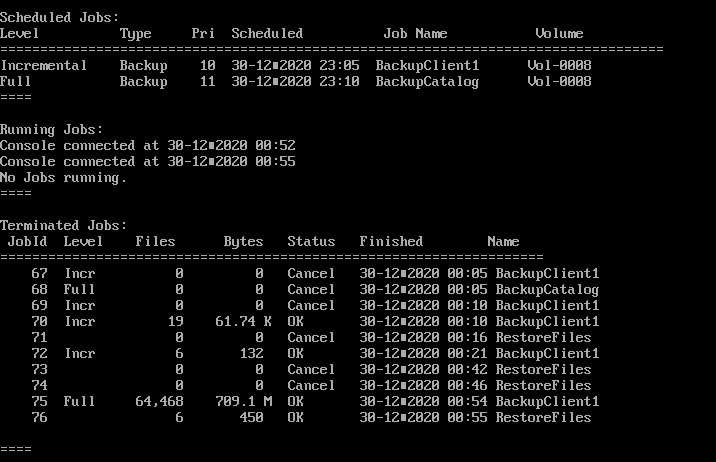 Scheduled Jobs:
Level          Type     Pri  Scheduled          Job Name           Volume
===================================================================================
Incremental    Backup    10  30-12■2020 23:05  BackupClient1      Vol-0008
Full           Backup    11  30-12■2020 23:10  BackupCatalog      Vol-0008
====
Running Jobs:
Console connected at 30-12■2020 00:52
Console connected at 30-12■2020 00:55
No Jobs running.
====
Terminated Jobs:
 JobId  Level    Files      Bytes   Status   Finished        Name
====================================================================
    67  Incr         0         0   Cancel   30-12■2020 00:05 BackupClient1
    68  Full         0         0   Cancel   30-12■2020 00:05 BackupCatalog
    69  Incr         0         0   Cancel   30-12■2020 00:10 BackupClient1
    70  Incr        19   61.74 K   OK       30-12■2020 00:10 BackupClient1
    71               0         0   Cancel   30-12■2020 00:16 RestoreFiles
    72  Incr         6       132   OK       30-12■2020 00:21 BackupClient1
    73               0         0   Cancel   30-12■2020 00:42 RestoreFiles
    74               0         0   Cancel   30-12■2020 00:46 RestoreFiles
    75  Full    64,468   709.1 M   OK       30-12■2020 00:54 BackupClient1
    76               6       450   OK       30-12■2020 00:55 RestoreFiles
====